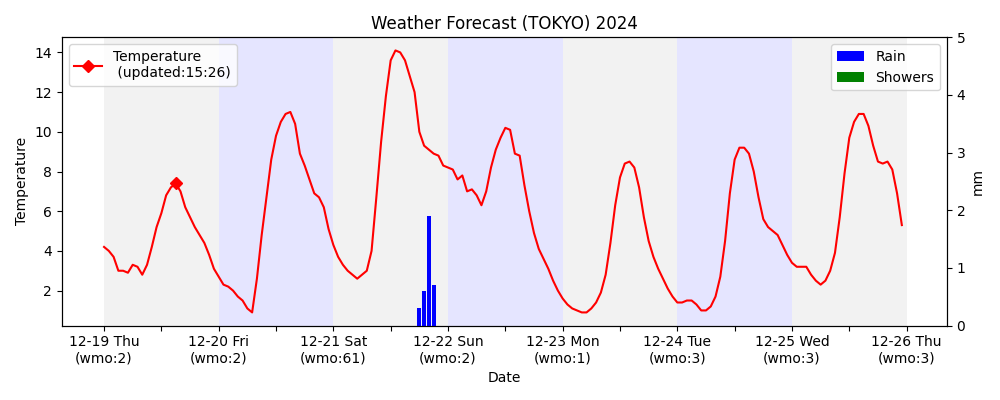 Weather Forecast (TOKYO) 2024
Temperature
(updated:15:26)
Rain
Showers
14
12
10
8
6
4
2
Temperature
5
4
3
2
1
0
mm
12-19 Thu
(wmo:2)
12-20 Fri
(wmo:2)
12-21 Sat
(wmo:61)
12-22 Sun
(wmo:2)
12-23 Mon
(wmo:1)
12-24 Tue
(wmo:3)
12-25 Wed
(wmo:3)
12-26 Thu
(wmo:3)
Date